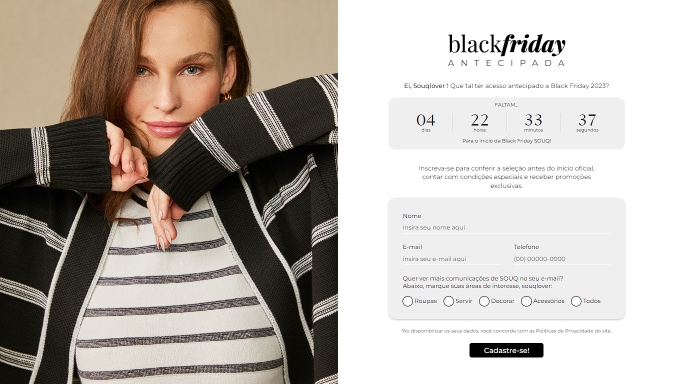 blackfriday
ANTECIPADA
Ei, Souqlover ! Que tal ter acesso antecipado a Black Friday 2023?
FALTAM...
04 22 33 37
dias horas minutos segundos
Para o início da Black Friday SOUQ!
Inscreva-se para conferir a seleção antes do início oficial,
contar com condições especiais e receber promoções
exclusivas.
Nome
Insira seu nome aqui
E-mail Telefone
insira seu e-mail aqui (00) 00000-0000
Quer ver mais comunicações de SOUQ no seu e-mail?
Abaixo, marque suas áreas de interesse, souqlover:
Roupas Servir Decorar Acessórios Todos
*Ao disponibilizar os seus dados, você concorda com as Políticas de Privacidade do site.
Cadastre-se!